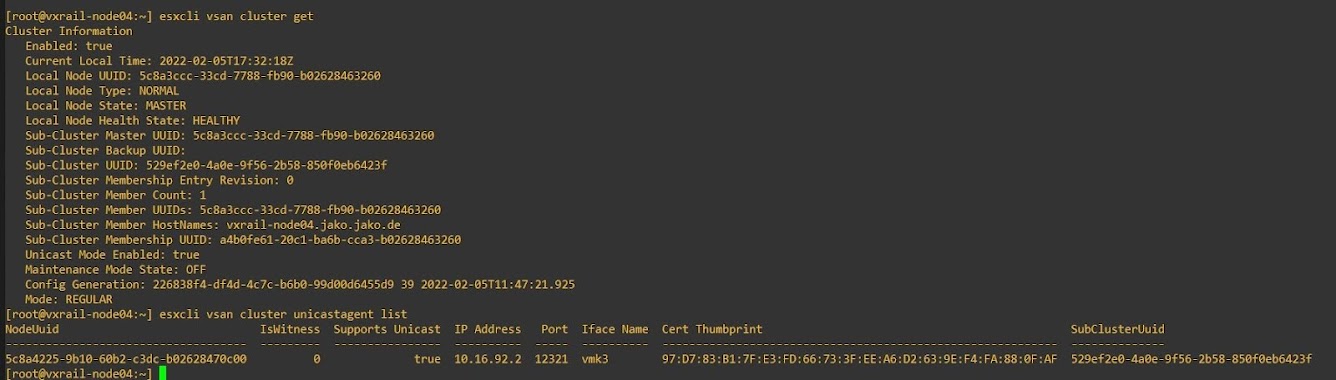 [root@vxrail-node04:~] esxcli vsan cluster get
Cluster Information
   Enabled: true
   Current Local Time: 2022-02-05T17:32:18Z
   Local Node UUID: 5c8a3ccc-33cd-7788-fb90-b02628463260
   Local Node Type: NORMAL
   Local Node State: MASTER
   Local Node Health State: HEALTHY
   Sub-Cluster Master UUID: 5c8a3ccc-33cd-7788-fb90-b02628463260
   Sub-Cluster Backup UUID:
   Sub-Cluster UUID: 529ef2e0-4a0e-9f56-2b58-850f0eb6423f
   Sub-Cluster Membership Entry Revision: 0
   Sub-Cluster Member Count: 1
   Sub-Cluster Member UUIDs: 5c8a3ccc-33cd-7788-fb90-b02628463260
   Sub-Cluster Member HostNames: vxrail-node04.jako.jako.de
   Sub-Cluster Membership UUID: a4b0fe61-20c1-ba6b-cca3-b02628463260
   Unicast Mode Enabled: true
   Maintenance Mode State: OFF
   Config Generation: 226838f4-df4d-4c7c-b6b0-99d00d6455d9 39 2022-02-05T11:47:21.925
   Mode: REGULAR
[root@vxrail-node04:~] esxcli vsan cluster unicastagent list
NodeUuid                              IsWitness  Supports Unicast  IP Address   Port  Iface Name  Cert Thumbprint                                              SubClusterUuid
------------------------------------  ---------  ----------------  ----------  -----  ----------  -----------------------------------------------------------  --------------
5c8a4225-9b10-60b2-c3dc-b02628470c00          0              true  10.16.92.2  12321  vmk3        97:D7:83:B1:7F:E3:FD:66:73:3F:EE:A6:D2:63:9E:F4:FA:88:0F:AF  529ef2e0-4a0e-9f56-2b58-850f0eb6423f
[root@vxrail-node04:~]